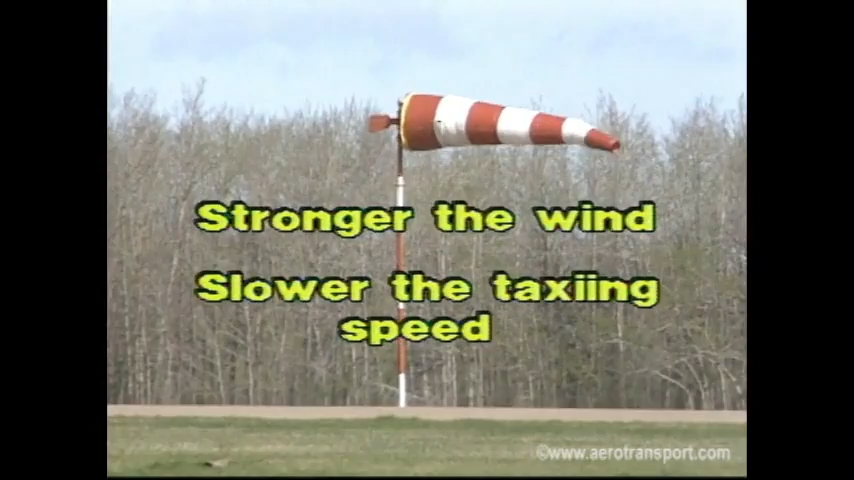 Stronger the wind
Slower the taxiing
speed
©www.aerotransport.com